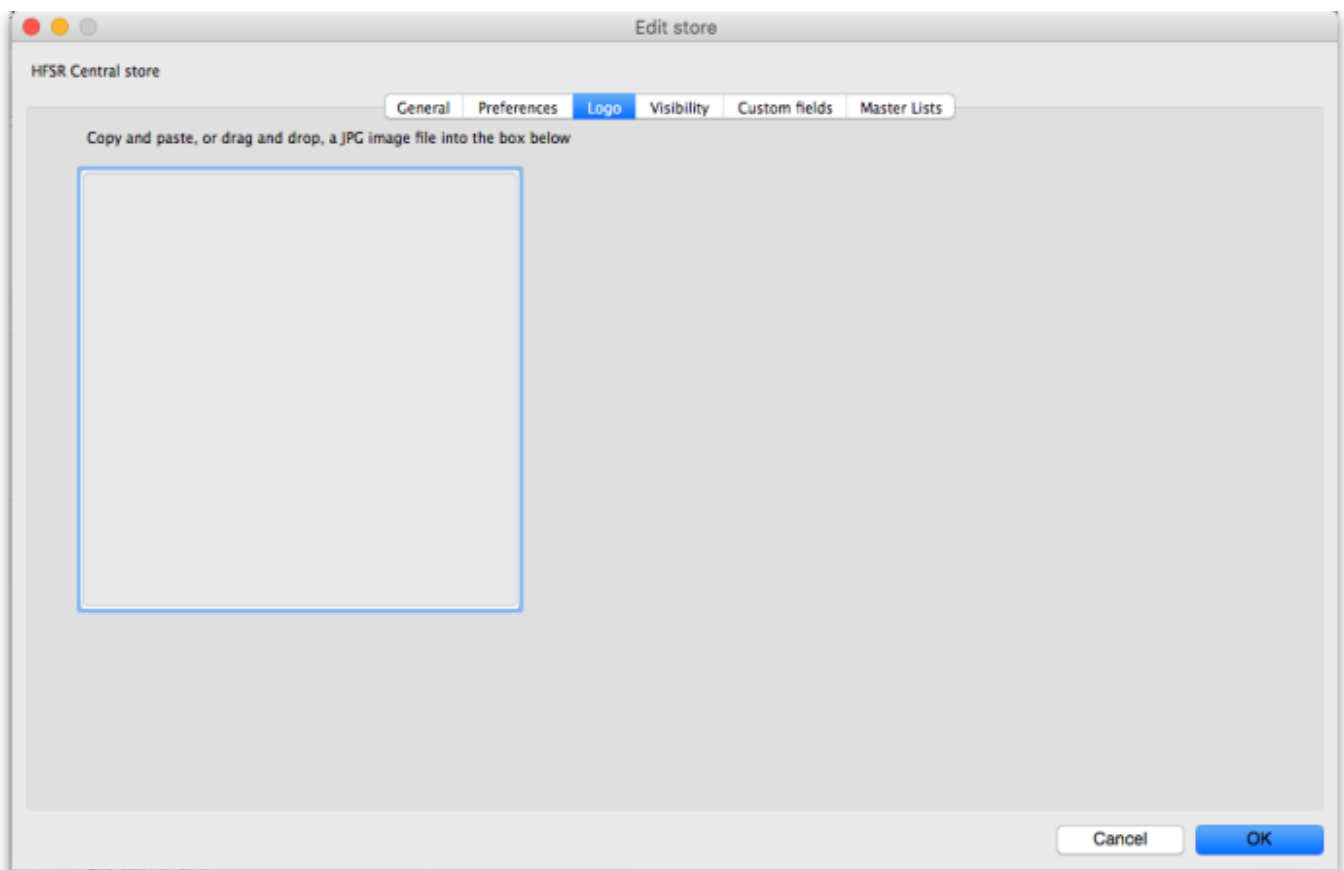 Edit store
HFSR Central store
General Preferences Logo Visibility Custom fields Master Lists
Copy and paste, or drag and drop, a JPG image file into the box below
Cancel OK